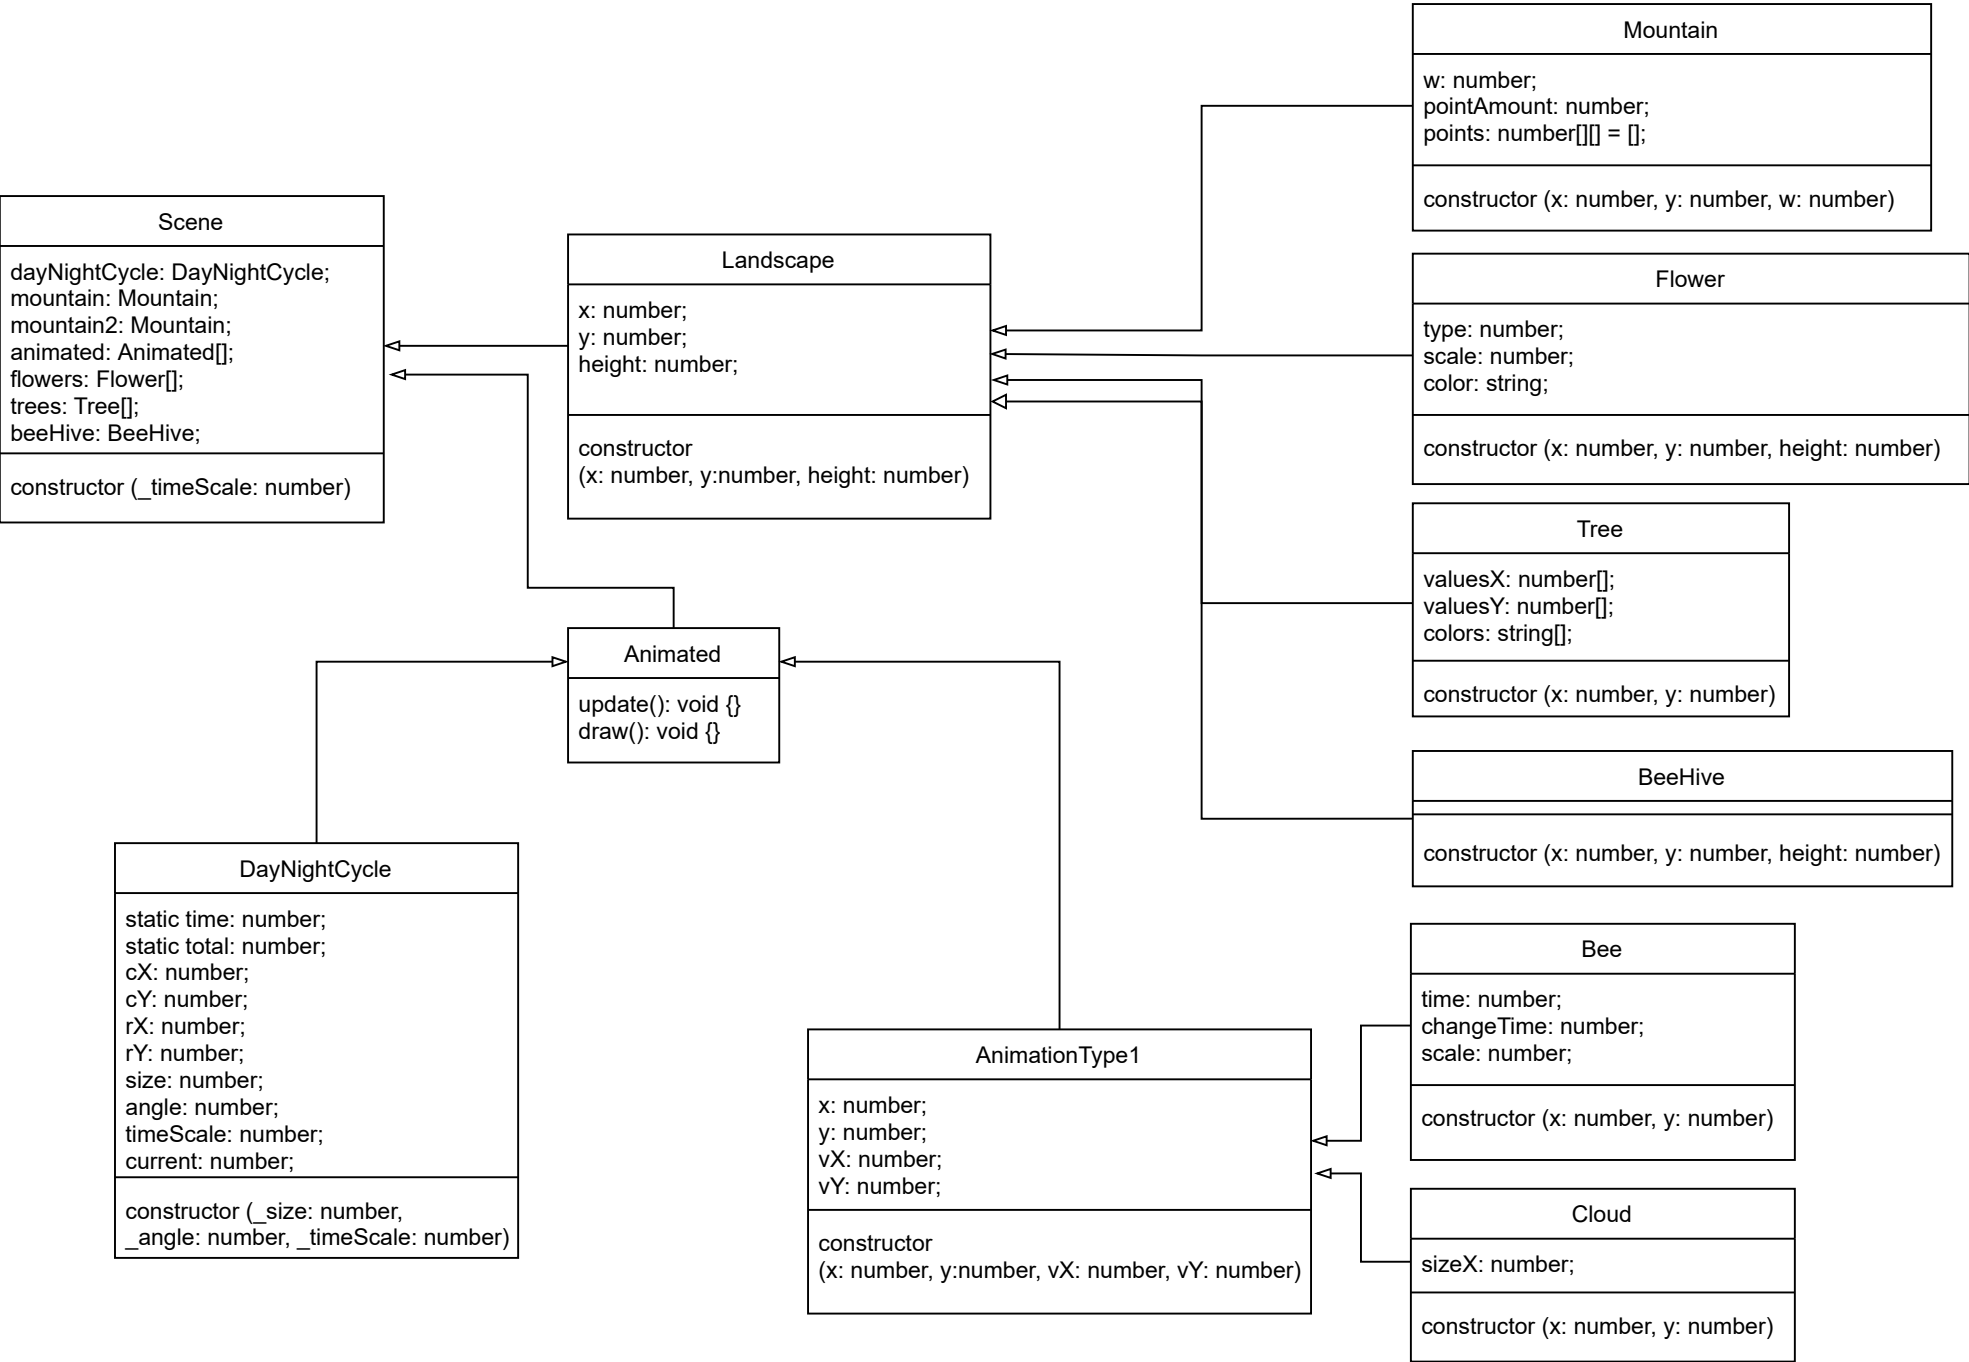 Scene
dayNightCycle: DayNightCycle;
mountain: Mountain;
mountain2: Mountain;
animated: Animated[];
flowers: Flower[];
trees: Tree[];
beeHive: BeeHive;
constructor (_timeScale: number)
Landscape
x: number;
y: number;
height: number;
constructor
(x: number, y:number, height: number)
Mountain
w: number;
pointAmount: number;
points: number[][] = [];
constructor (x: number, y: number, w: number)
Flower
type: number;
scale: number;
color: string;
constructor (x: number, y: number, height: number)
Tree
valuesX: number[];
valuesY: number[];
colors: string[];
constructor (x: number, y: number)
BeeHive
constructor (x: number, y: number, height: number)
Animated
update(): void {}
draw(): void {}
DayNightCycle
static time: number;
static total: number;
cX: number;
cY: number;
rX: number;
rY: number;
size: number;
angle: number;
timeScale: number;
current: number;
constructor (_size: number,
_angle: number, _timeScale: number)
AnimationType1
x: number;
y: number;
vX: number;
vY: number;
constructor
(x: number, y:number, vX: number, vY: number)
Bee
time: number;
changeTime: number;
scale: number;
constructor (x: number, y: number)
Cloud
sizeX: number;
constructor (x: number, y: number)